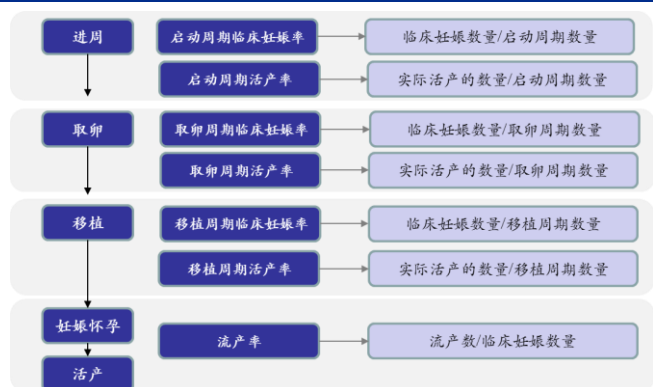 进周
启动周期临床妊娠率
临床妊娠数量/启动周期数量
启动周期活产率
实际活产的数量/启动周期数量
取卵
取卵周期临床妊娠率
临床妊娠数量/取卵周期数量
取卵周期活产率
实际活产的数量/取卵周期数量
移植
移植周期临床妊娠率
临床妊娠数量/移植周期数量
移植周期活产率
实际活产的数量/移植周期数量
妊娠怀孕
流产率
流产数/临床妊娠数量
活产